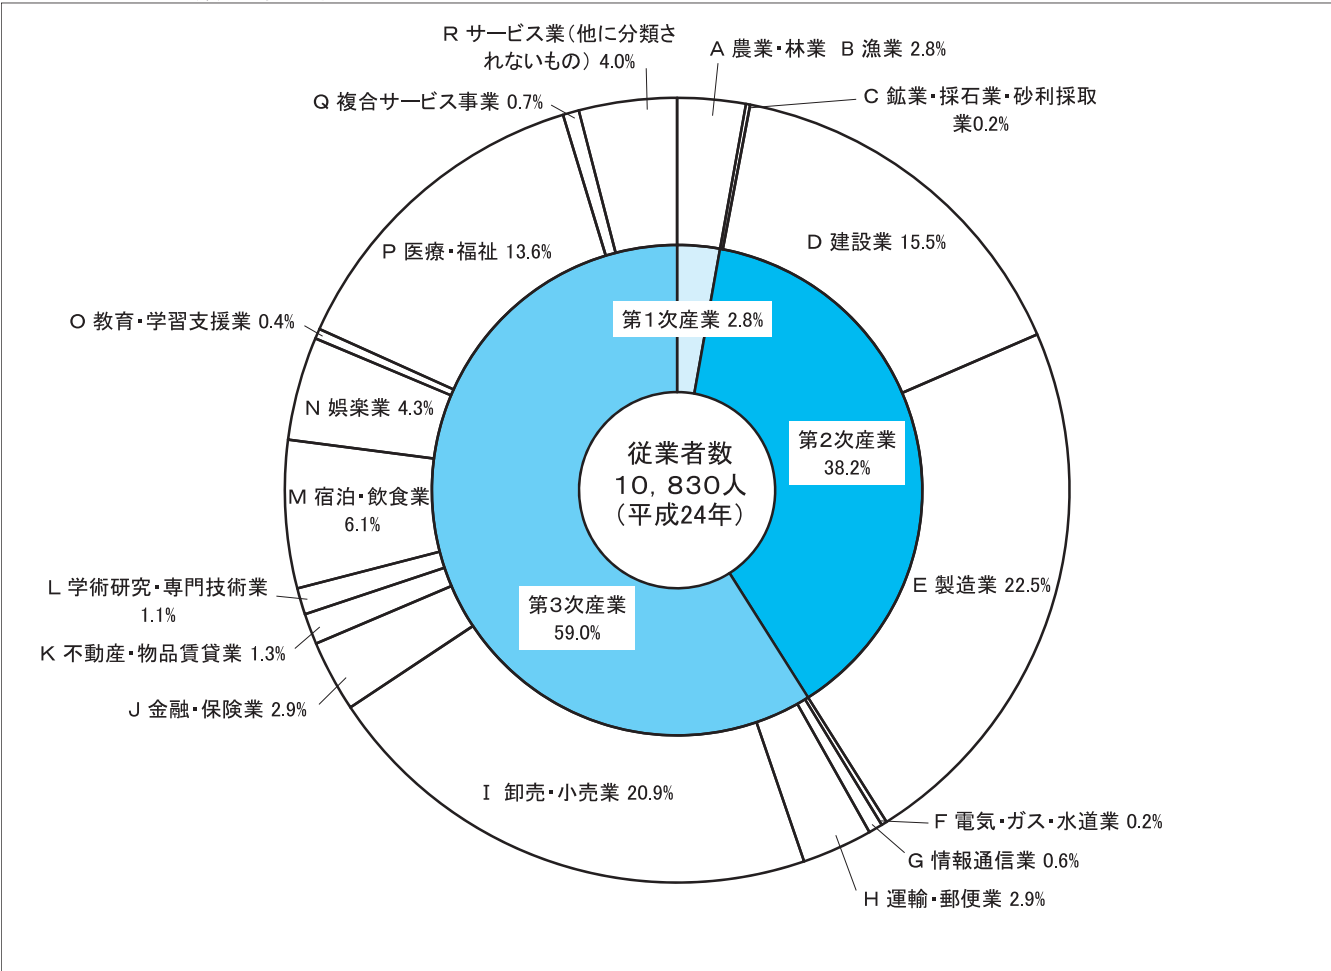 R サービス業(他に分類さ
れないもの) 4.0%
A 農業・林業 B 漁業 2.8%
Q 複合サービス事業 0.7%
C 鉱業・採石業・砂利採取
業0.2%
P 医療・福祉 13.6%
D 建設業 15.5%
O 教育・学習支援業 0.4%
第1次産業 2.8%
N 娯楽業 4.3%
第2次産業
38.2%
従業者数
10,830人
(平成24年)
M 宿泊・飲食業
6.1%
L 学術研究・専門技術業
1.1%
E 製造業 22.5%
第3次産業
59.0%
K 不動産・物品賃貸業 1.3%
J 金融・保険業 2.9%
I 卸売・小売業 20.9%
F 電気・ガス・水道業 0.2%
G 情報通信業 0.6%
H 運輸・郵便業 2.9%